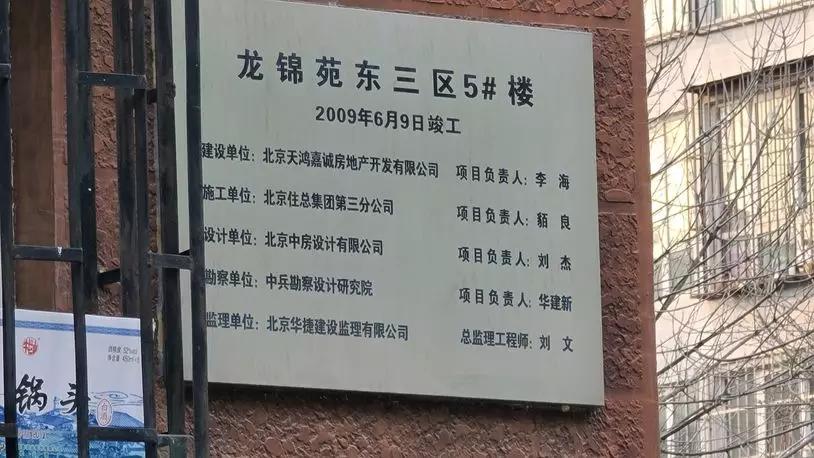 龙锦苑东三区5#楼
2009年6月9日竣工
建设单位：北京天鸿嘉诚房地产开发有限公司 项目负责人：李 海
施工单位：北京住总集团第三分公司 项目负责人：貊 良
设计单位：北京中房设计有限公司 项目负责人：刘 杰
勘察单位：中兵勘察设计研究院 项目负责人：华建新
监理单位：北京华捷建设监理有限公司 总监理工程师：刘 文
锅头
白酒